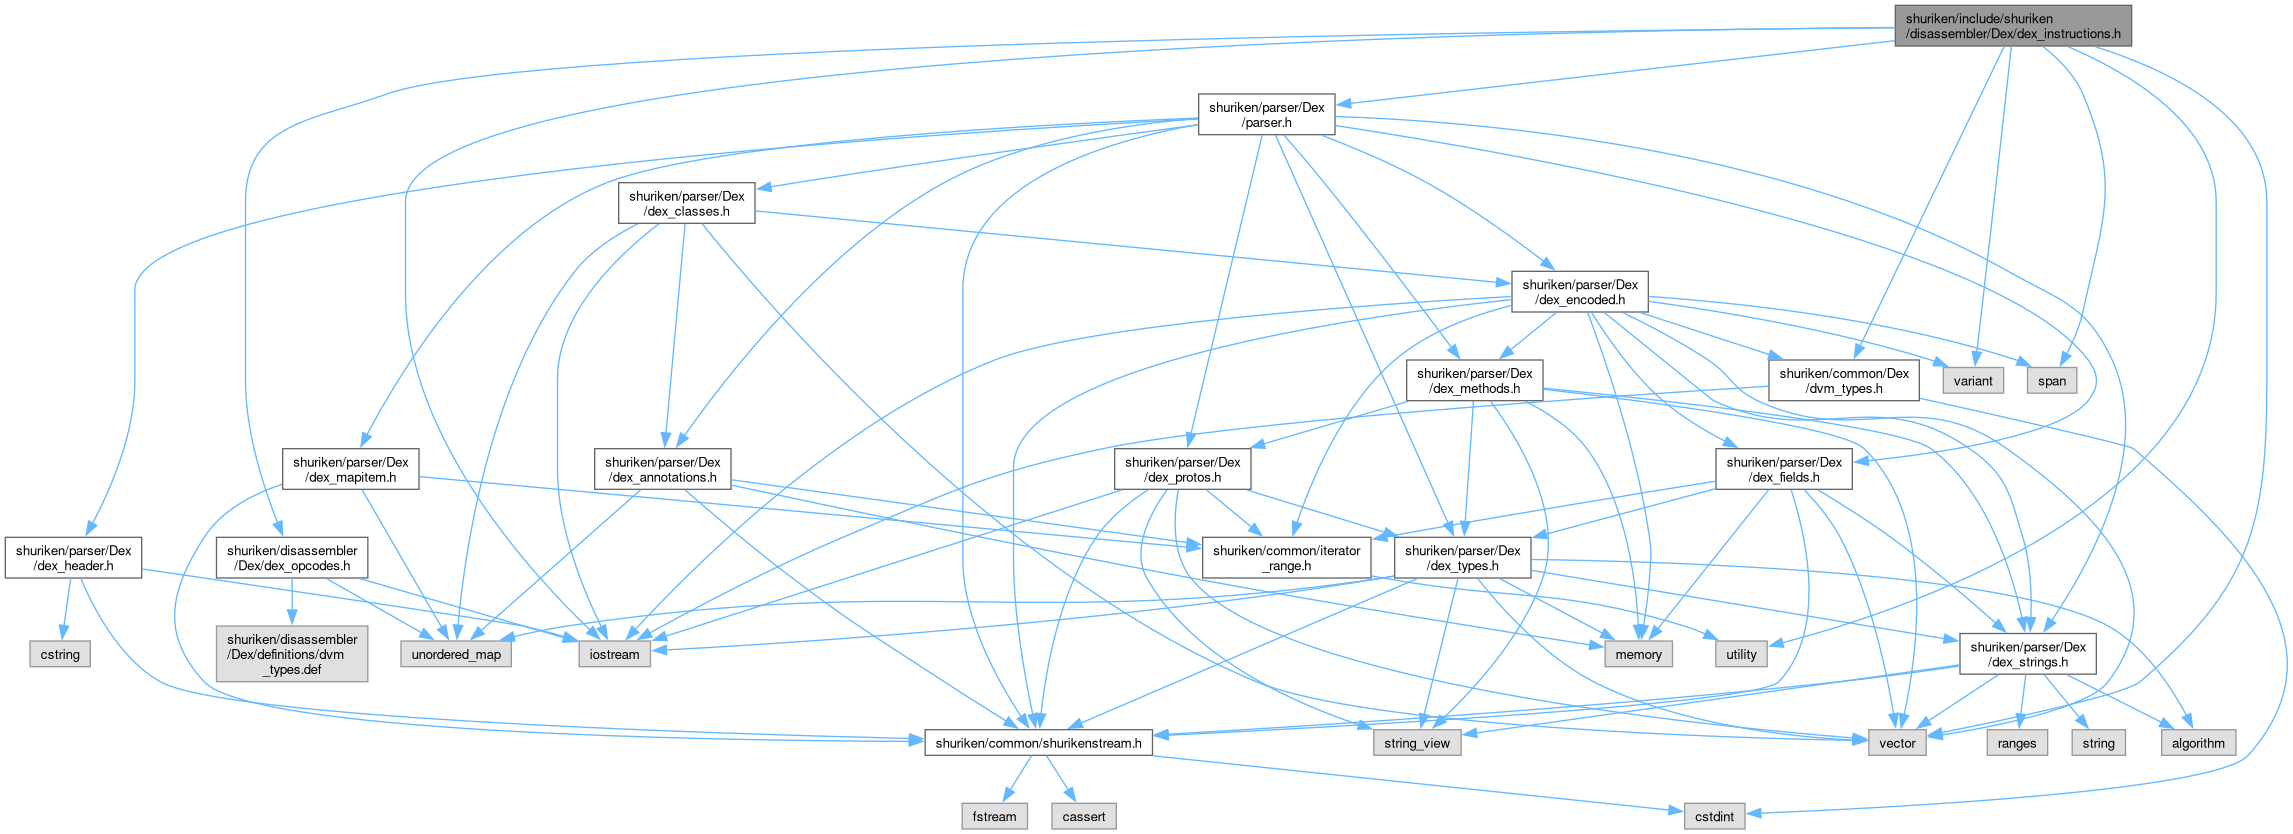 shuriken/include/shuriken
/disassembler/Dex/dex_instructions.h
shuriken/parser/Dex
/parser.h
shuriken/parser/Dex
/dex_classes.h
shuriken/parser/Dex
/dex_encoded.h
shuriken/parser/Dex
/dex_methods.h
shuriken/common/Dex
/dvm_types.h
variant
span
shuriken/parser/Dex
/dex_mapitem.h
shuriken/parser/Dex
/dex_annotations.h
shuriken/parser/Dex
/dex_protos.h
shuriken/parser/Dex
/dex_fields.h
shuriken/parser/Dex
/dex_header.h
shuriken/disassembler
/Dex/dex_opcodes.h
shuriken/common/iterator
_range.h
shuriken/parser/Dex
/dex_types.h
cstring
shuriken/disassembler
/Dex/definitions/dvm
_types.def
unordered_map
iostream
memory
utility
shuriken/parser/Dex
/dex_strings.h
shuriken/common/shurikenstream.h
string_view
vector
ranges
string
algorithm
fstream
cassert
cstdint